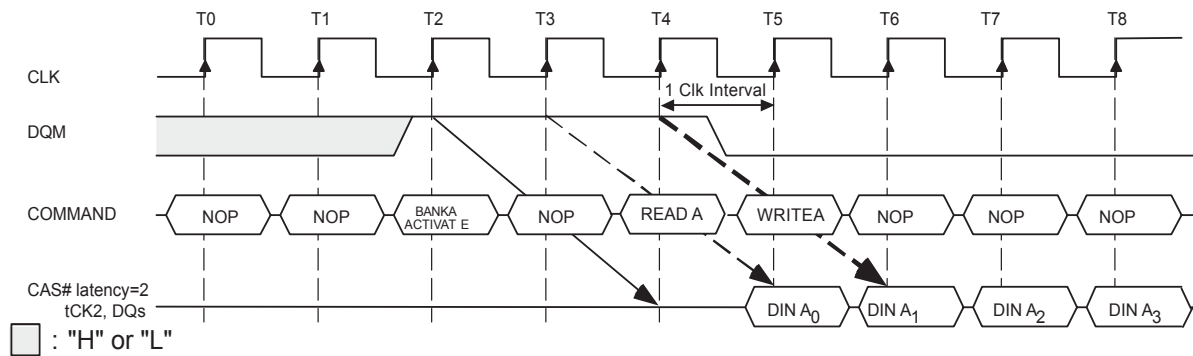 T0 T1 T2 T3 T4 T5 T6 T7 T8
CLK
1 Clk Interval
DQM
COMMAND NOP NOP BANKA ACTIVAT E NOP READ A WRITEA NOP NOP NOP
CAS# latency=2
tCK2, DQs
DIN A0 DIN A1 DIN A2 DIN A3
: "H" or "L"